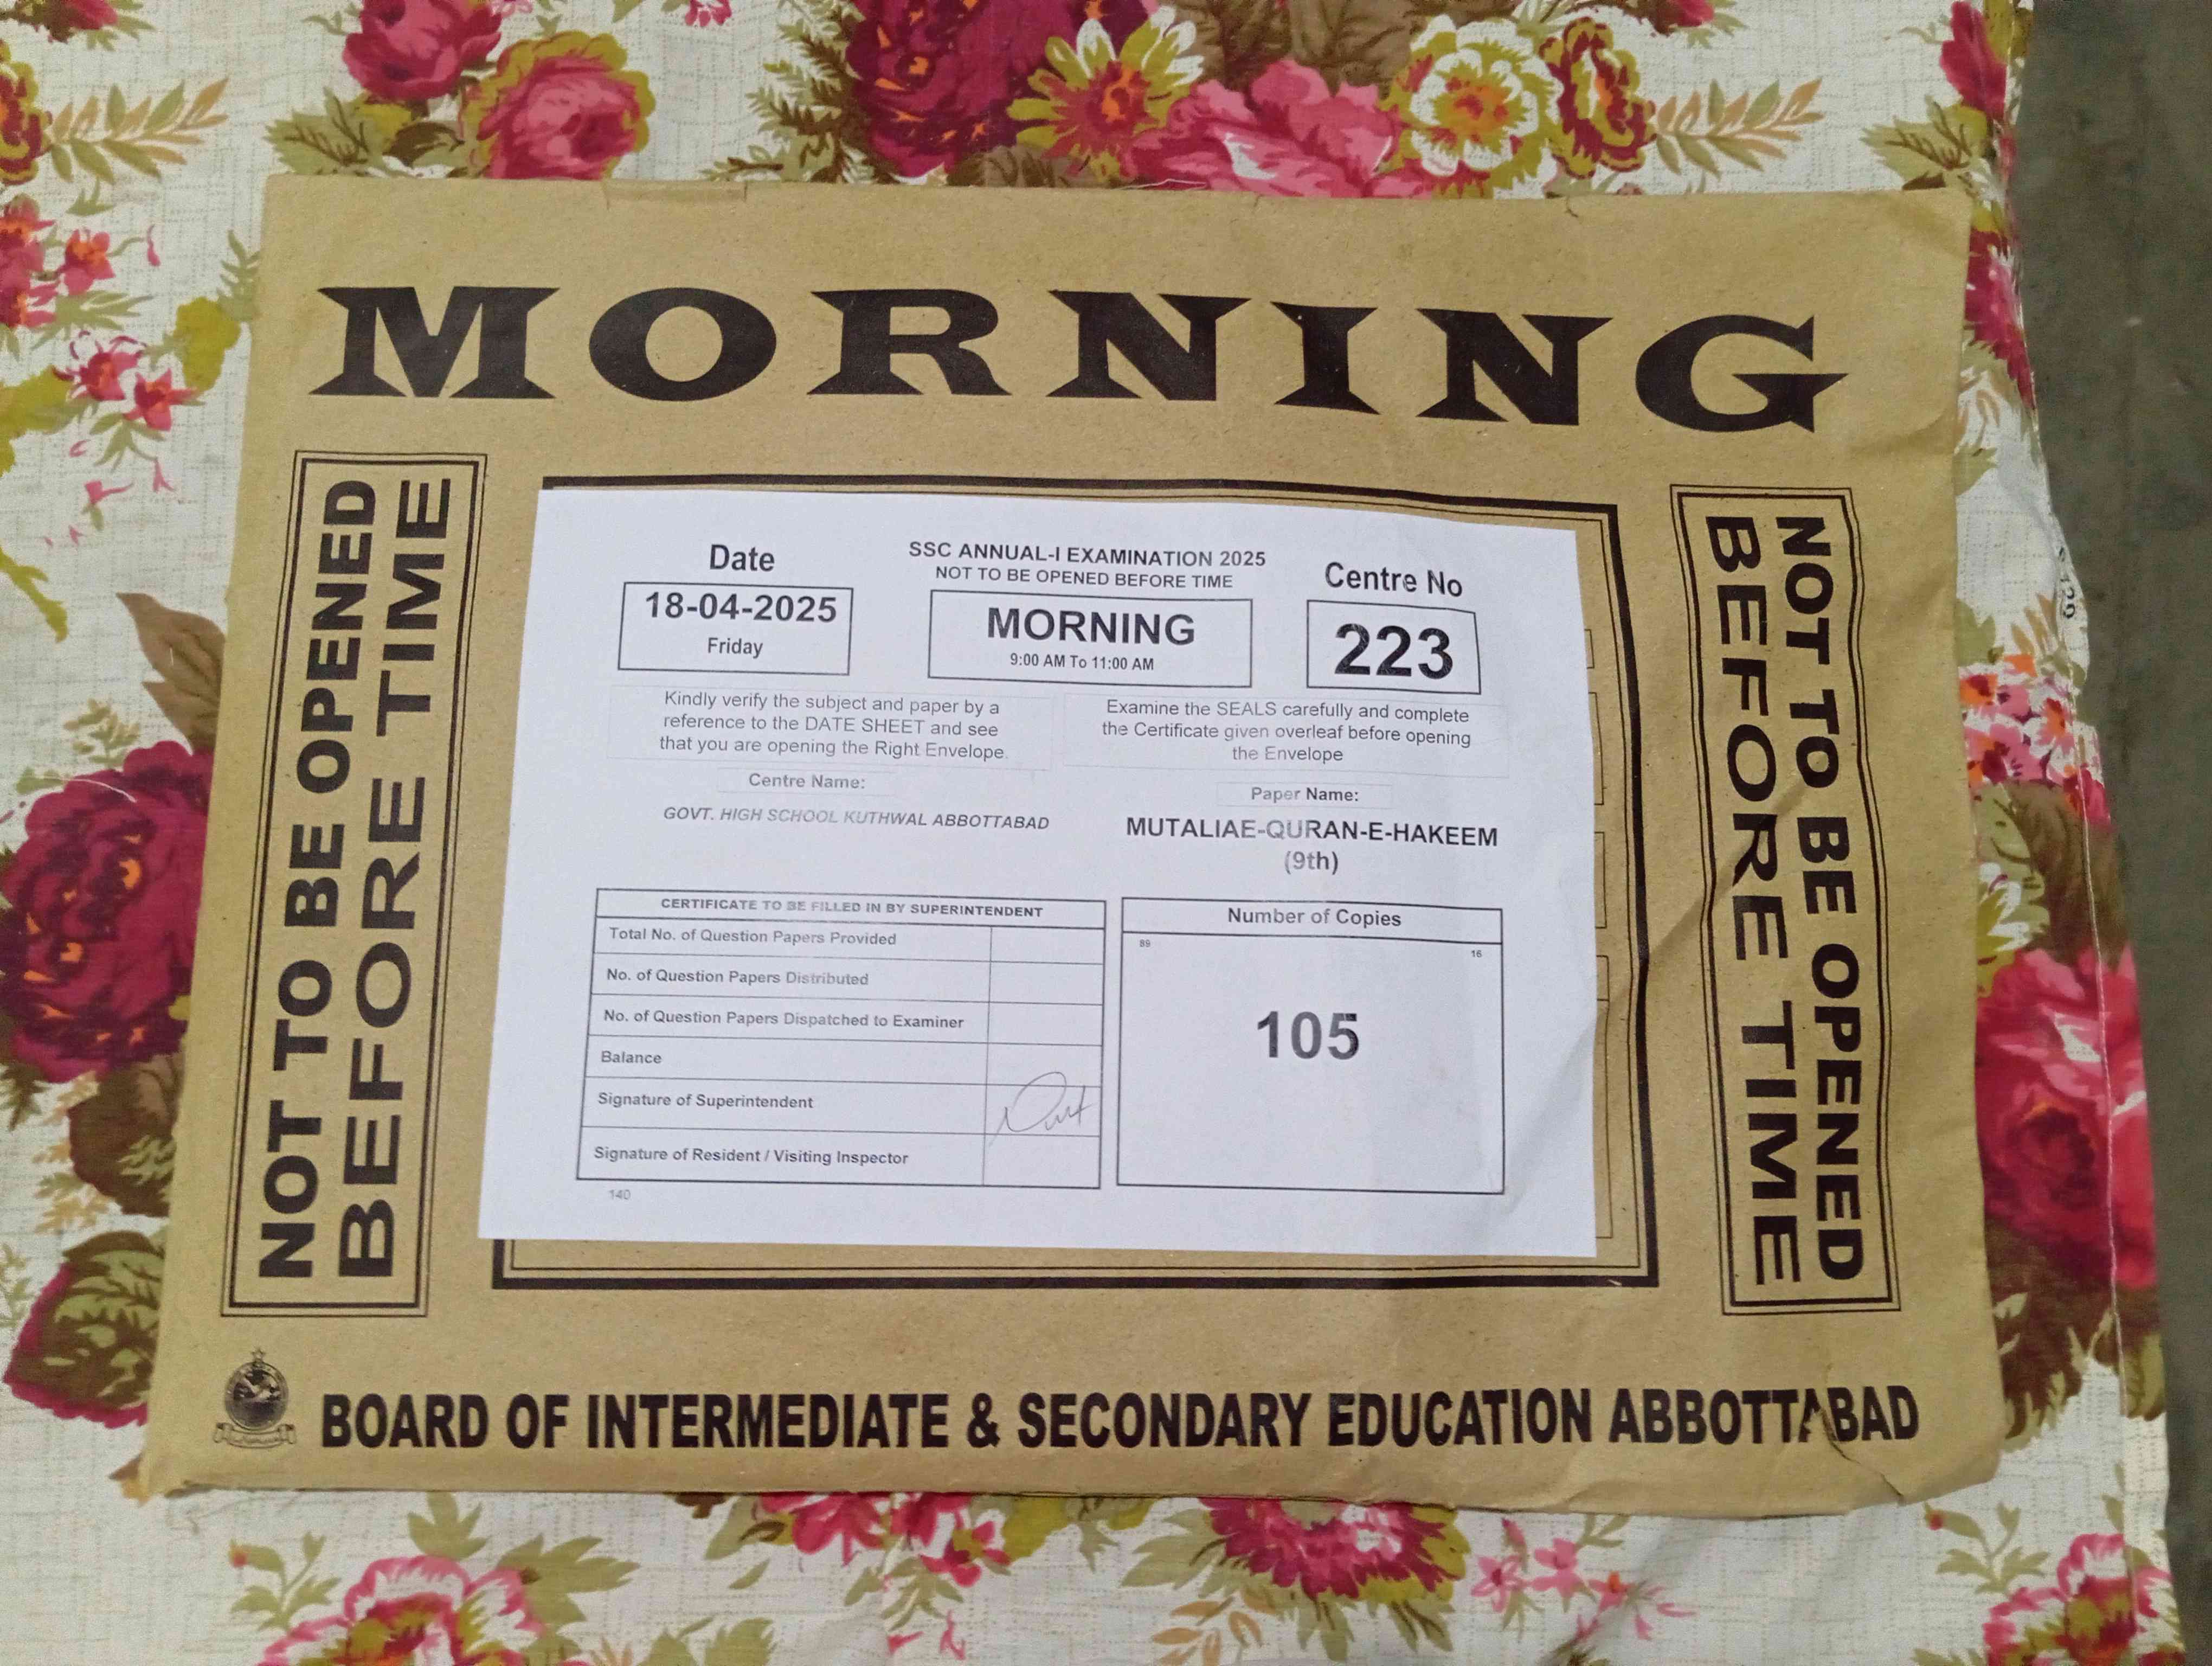 MORNING
NOT TO BE OPENED
BEFORE TIME
Date
18-04-2025
Friday
SSC ANNUAL-I EXAMINATION 2025
NOT TO BE OPENED BEFORE TIME
MORNING
9:00 AM To 11:00 AM
Centre No
223
Kindly verify the subject and paper by a
reference to the DATE SHEET and see
that you are opening the Right Envelope.
Examine the SEALS carefully and complete
the Certificate given overleaf before opening
the Envelope
Centre Name:
GOVT. HIGH SCHOOL KUTHWAL ABBOTTABAD
Paper Name:
MUTALIAE-QURAN-E-HAKEEM
(9th)
CERTIFICATE TO BE FILLED IN BY SUPERINTENDENT
Total No. of Question Papers Provided
No. of Question Papers Distributed
No. of Question Papers Dispatched to Examiner
Balance
Signature of Superintendent
Signature of Resident / Visiting Inspector
140
Number of Copies
89 16
105
NOT TO BE OPENED
BEFORE TIME
BOARD OF INTERMEDIATE & SECONDARY EDUCATION ABBOTTABAD